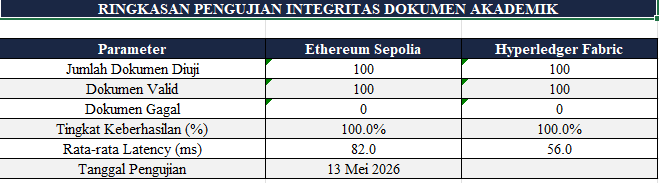 RINGKASAN PENGUJIAN INTEGRITAS DOKUMEN AKADEMIK
Parameter Ethereum Sepolia Hyperledger Fabric
Jumlah Dokumen Diuji 100 100
Dokumen Valid 100 100
Dokumen Gagal 0 0
Tingkat Keberhasilan (%) 100.0% 100.0%
Rata-rata Latency (ms) 82.0 56.0
Tanggal Pengujian 13 Mei 2026